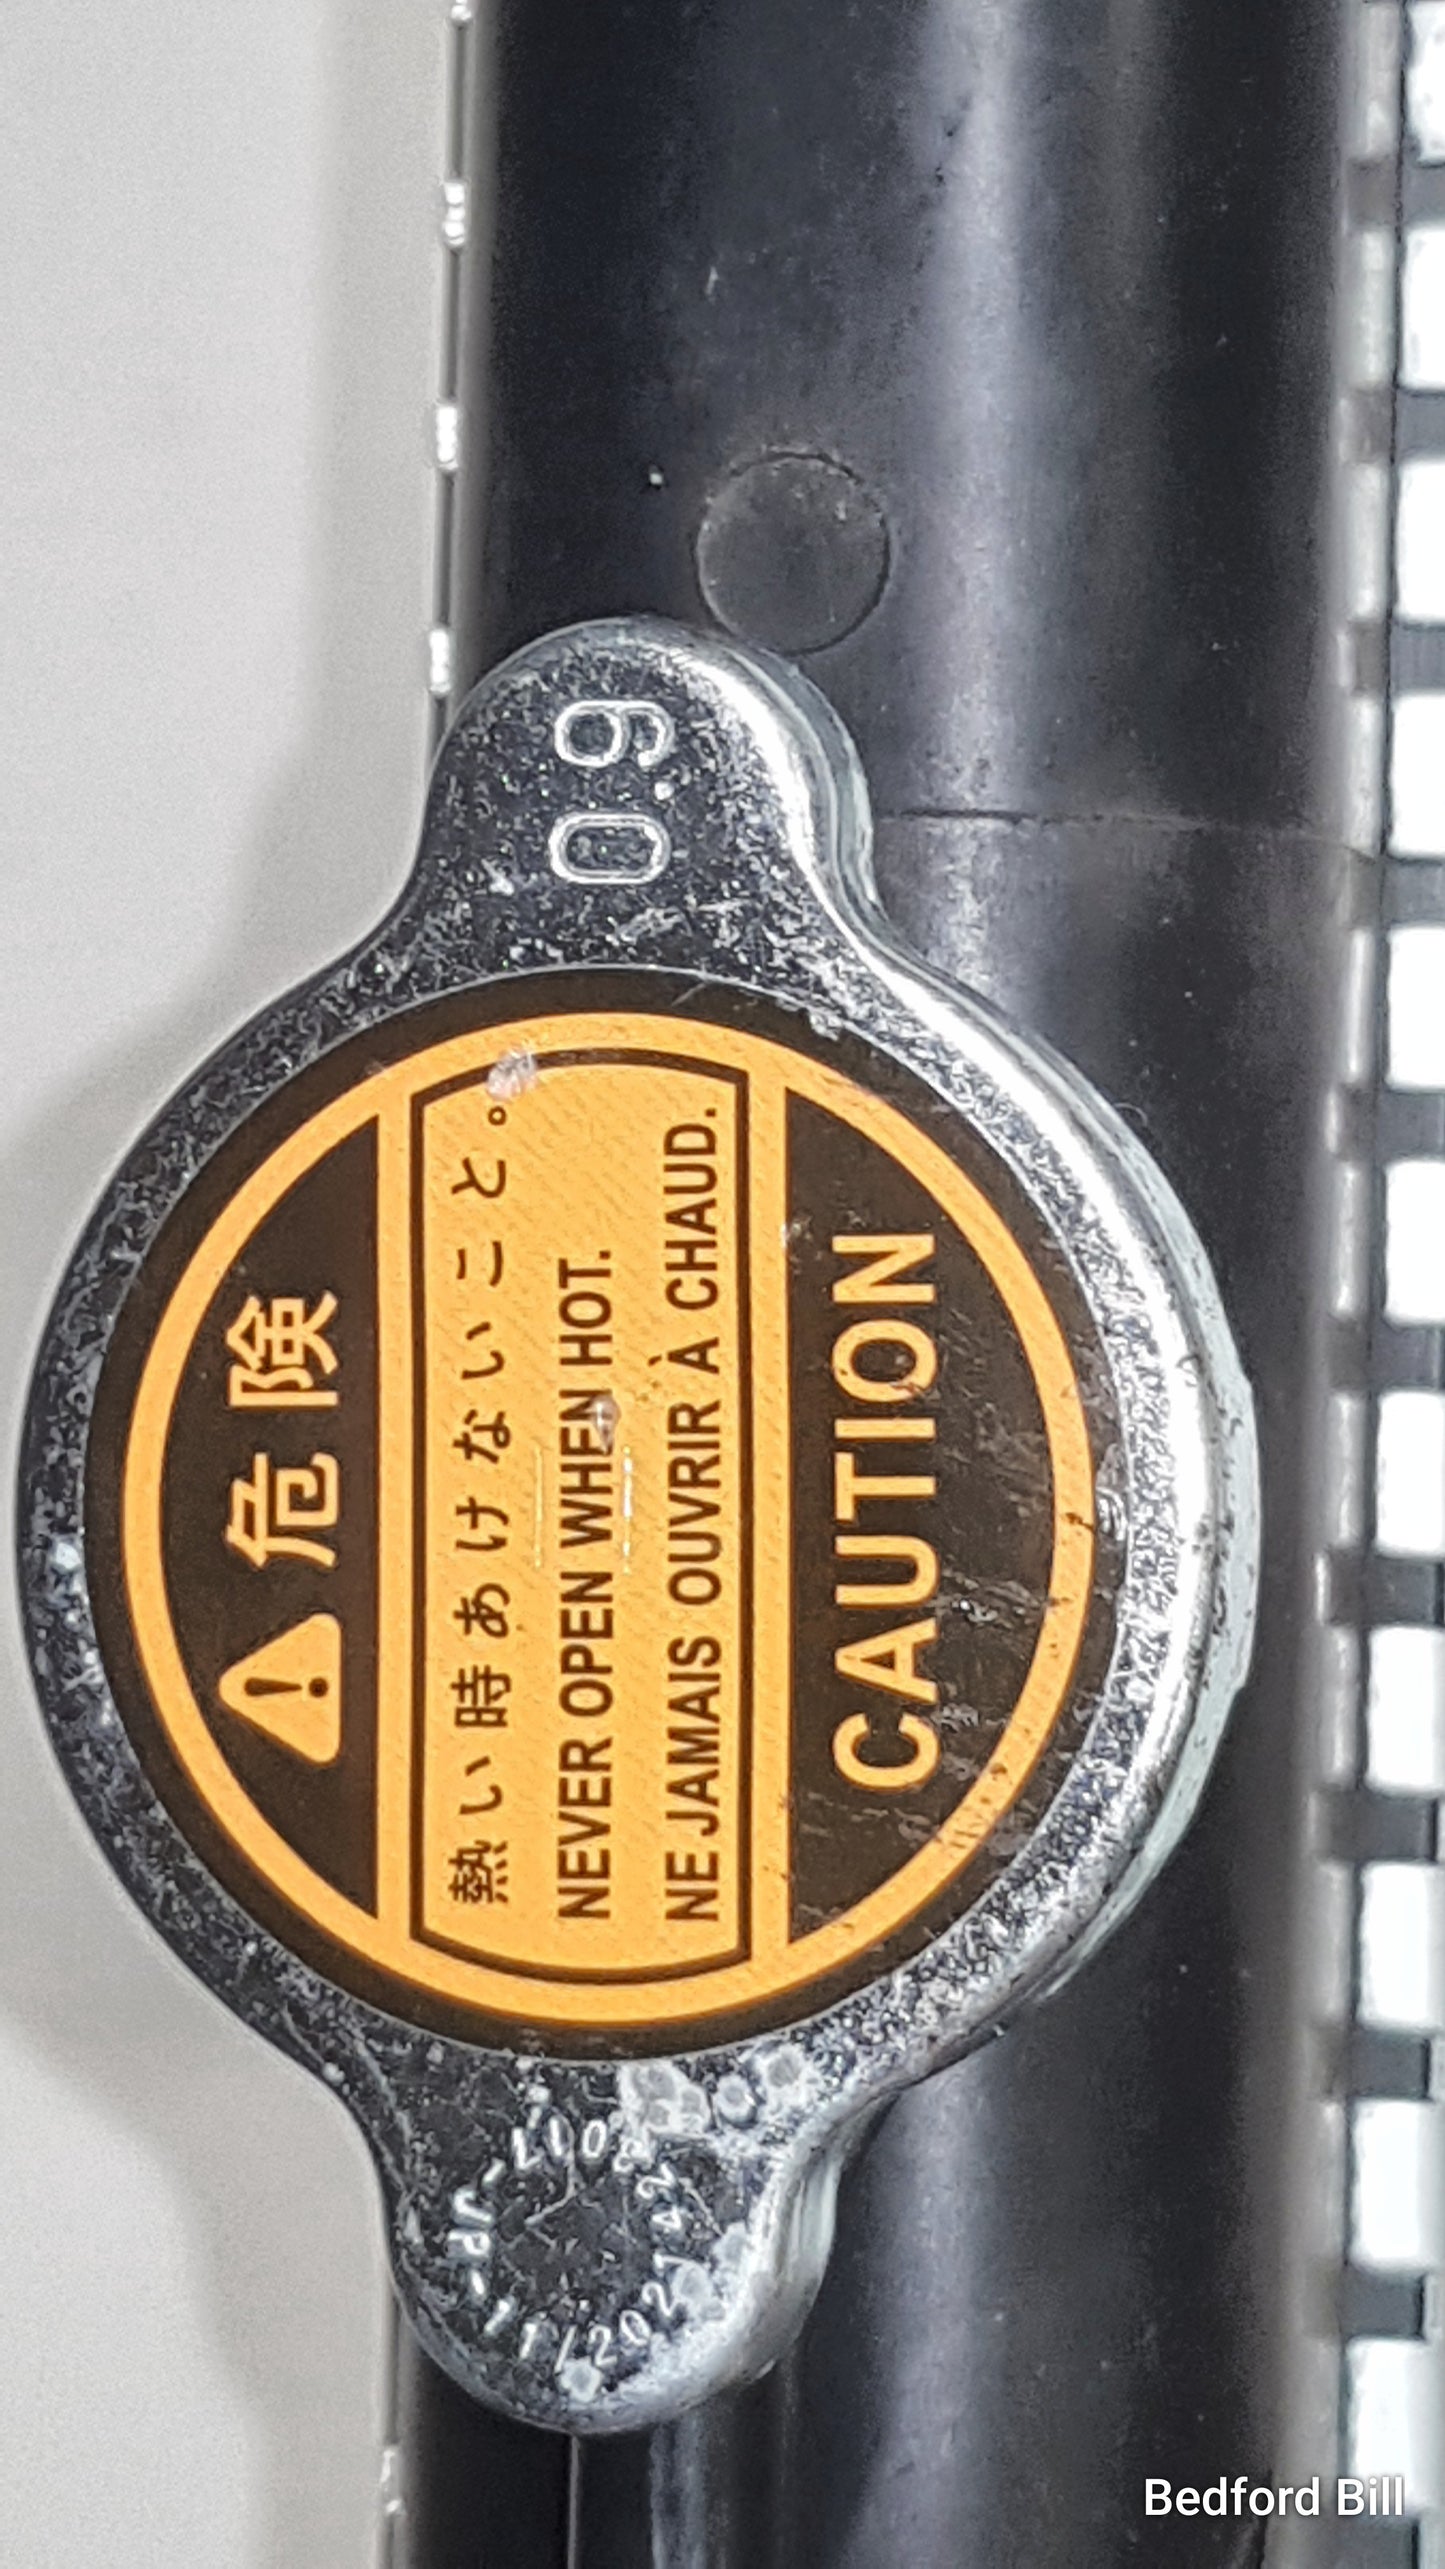 0.9
危険
熱い時あけないこと。
NEVER OPEN WHEN HOT.
NE JAMAIS OUVRIR À CHAUD.
CAUTION
Bedford Bill